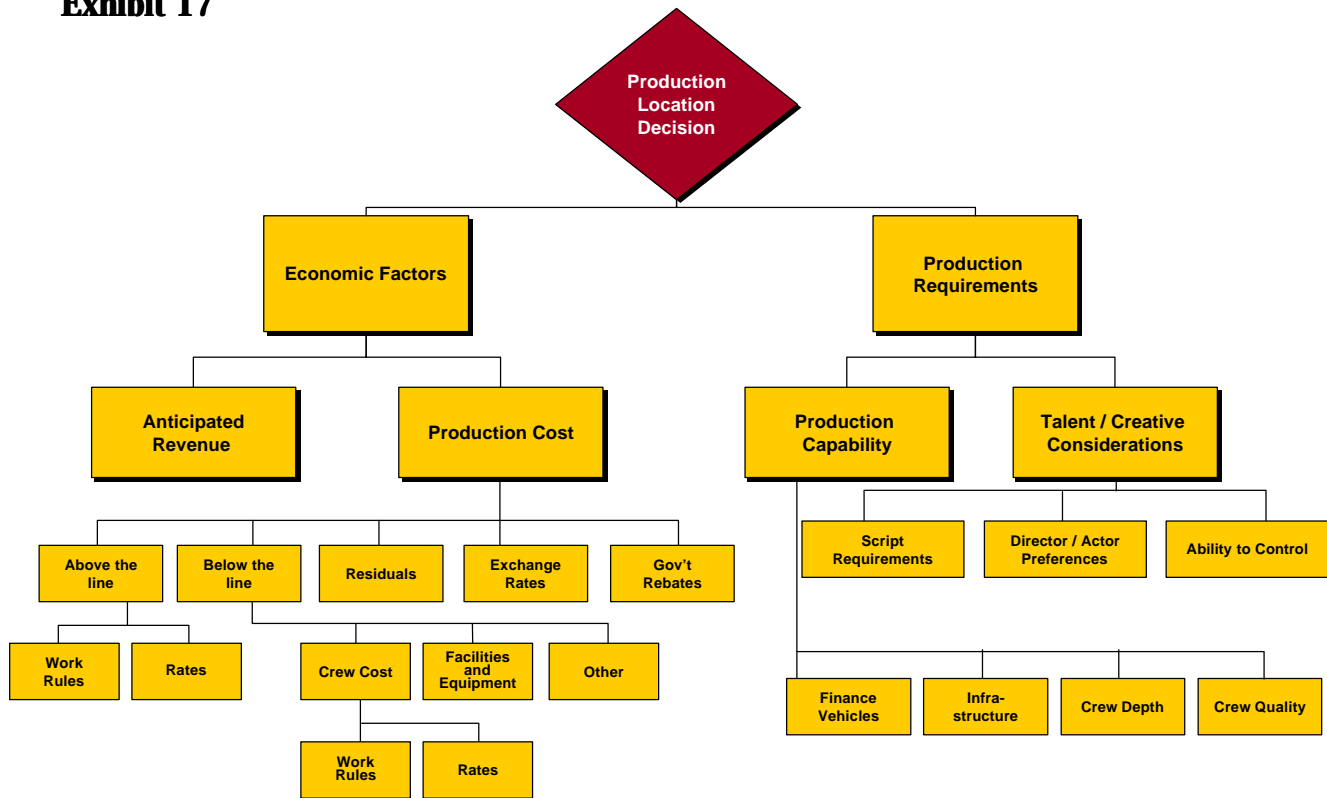 Exhibit 17
Production
Location
Decision
Economic Factors
Production
Requirements
Anticipated
Revenue
Production Cost
Production
Capability
Talent / Creative
Considerations
Above the
line
Below the
line
Residuals
Exchange
Rates
Gov't
Rebates
Script
Requirements
Director / Actor
Preferences
Ability to Control
Work
Rules
Rates
Crew Cost
Facilities
and
Equipment
Other
Finance
Vehicles
Infra-
structure
Crew Depth
Crew Quality
Work
Rules
Rates